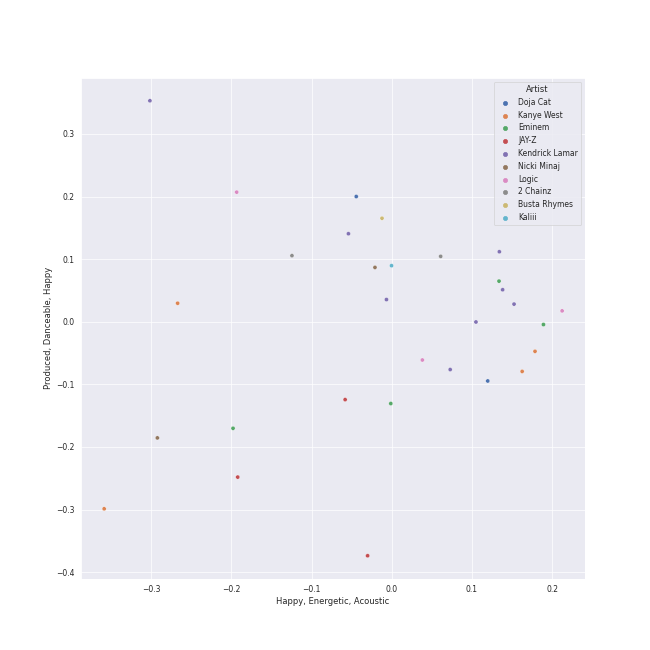 Artist
Doja Cat
Kanye West
Eminem
JAY-Z
Kendrick Lamar
Nicki Minaj
Logic
2 Chainz
Busta Rhymes
Kaliii
0.3
0.2
0.1
0.0
−0.1
−0.2
−0.3
−0.4
Produced, Danceable, Happy
−0.3 −0.2 −0.1 0.0 0.1 0.2
Happy, Energetic, Acoustic